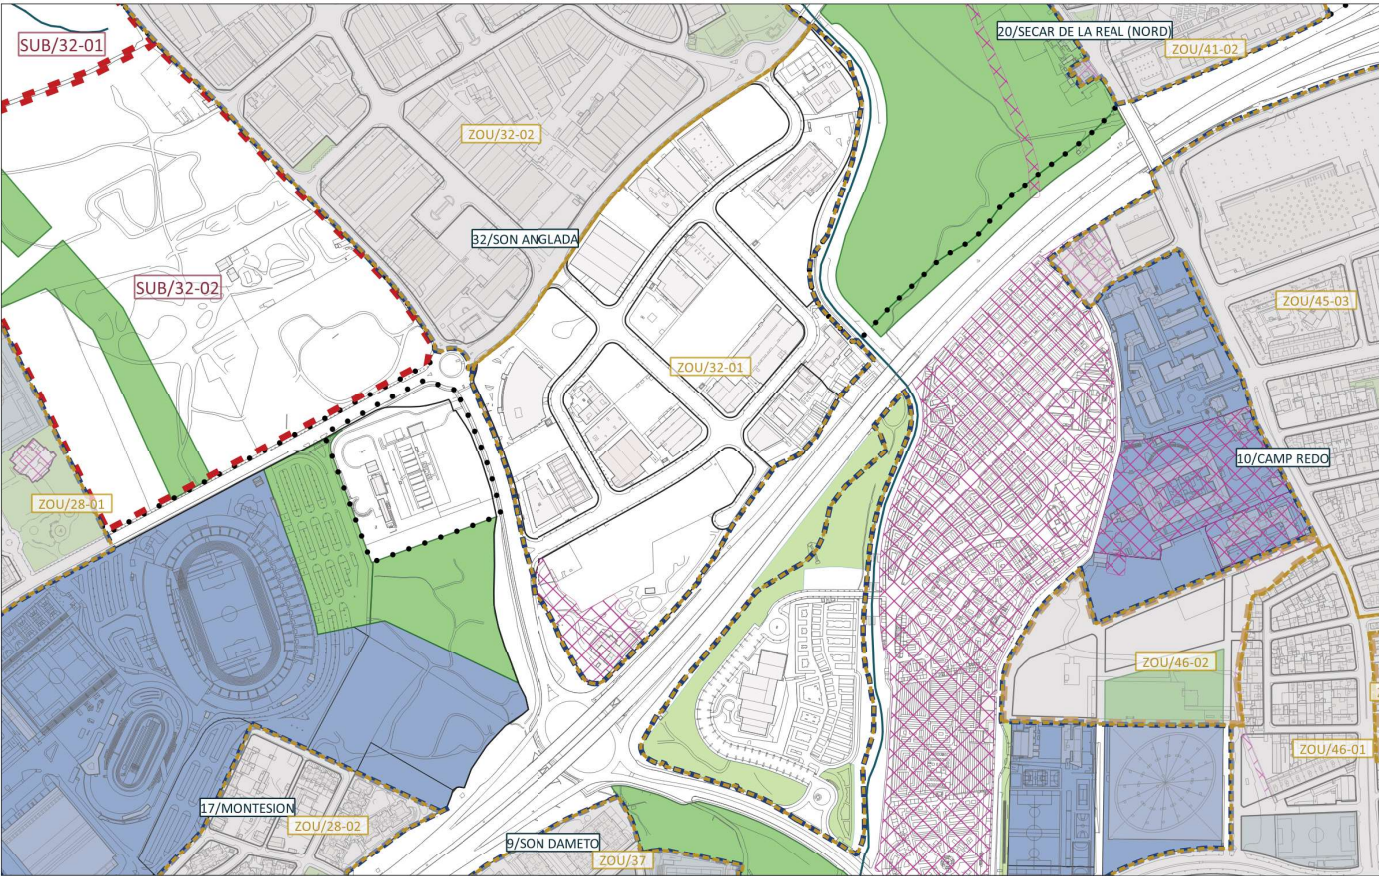 20/SECAR DE LA REAL (NORD)
SUB/32-01
ZOU/41-02
ZOU/32-02
32/SON ANGLADA
SUB/32-02
ZOU/45-03
ZOU/32-01
10/CAMP REDO
ZOU/28-01
ZOU/46-02
ZOU/46-01
17/MONTESION
ZOU/28-02
9/SON DAMETO
ZOU/37